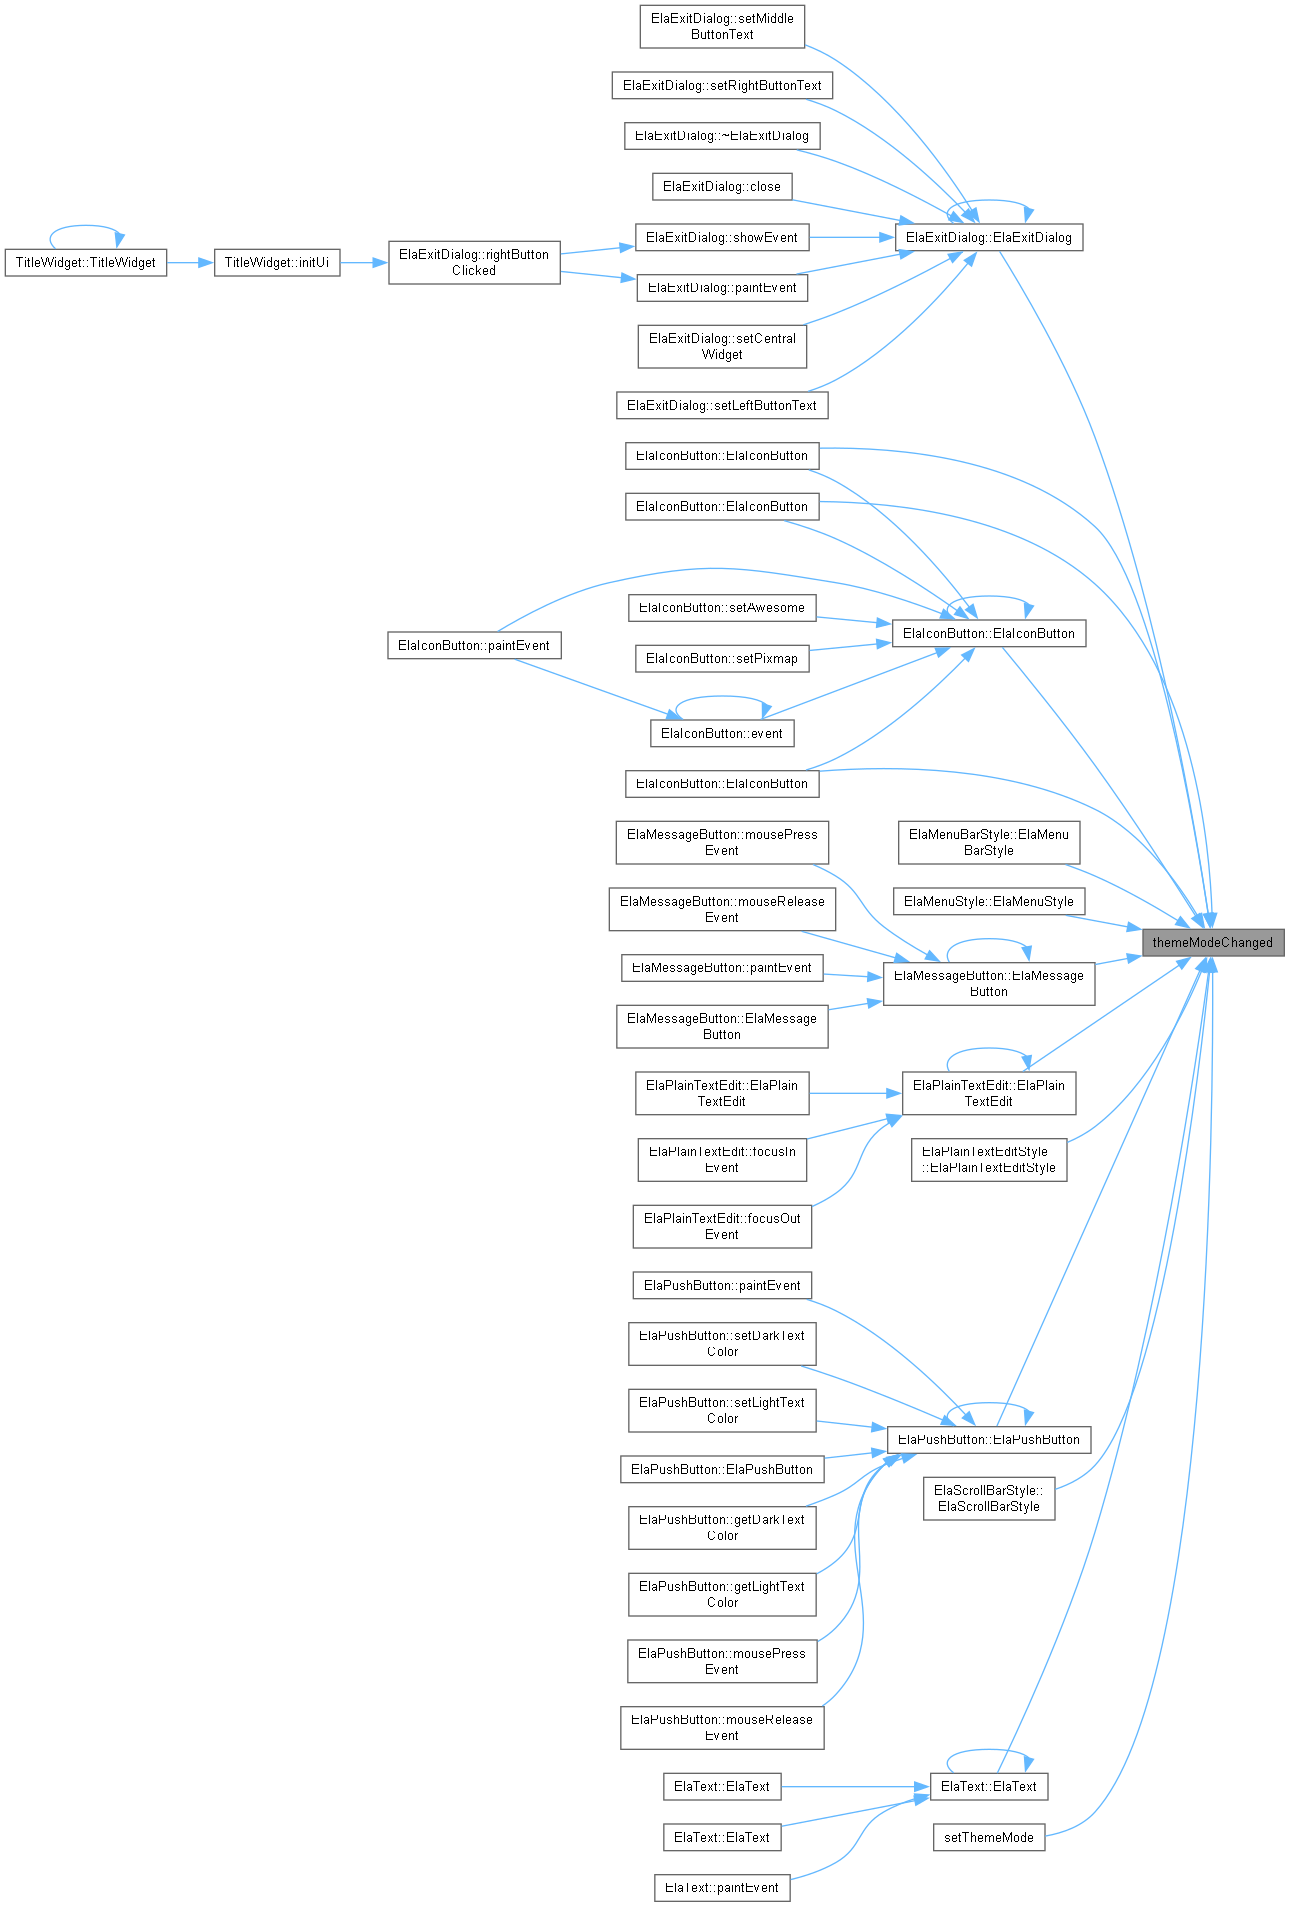 ElaExitDialog::setMiddle
ButtonText
ElaExitDialog::setRightButtonText
ElaExitDialog::~ElaExitDialog
ElaExitDialog::close
ElaExitDialog::showEvent
ElaExitDialog::ElaExitDialog
TitleWidget::TitleWidget
TitleWidget::initUi
ElaExitDialog::rightButton
Clicked
ElaExitDialog::paintEvent
ElaExitDialog::setCentral
Widget
ElaExitDialog::setLeftButtonText
ElaIconButton::ElaIconButton
ElaIconButton::ElaIconButton
ElaIconButton::setAwesome
ElaIconButton::ElaIconButton
ElaIconButton::paintEvent
ElaIconButton::setPixmap
ElaIconButton::event
ElaIconButton::ElaIconButton
ElaMessageButton::mousePress
Event
ElaMenuBarStyle::ElaMenu
BarStyle
ElaMessageButton::mouseRelease
Event
ElaMenuStyle::ElaMenuStyle
themeModeChanged
ElaMessageButton::paintEvent
ElaMessageButton::ElaMessage
Button
ElaMessageButton::ElaMessage
Button
ElaPlainTextEdit::ElaPlain
TextEdit
ElaPlainTextEdit::ElaPlain
TextEdit
ElaPlainTextEdit::focusIn
Event
ElaPlainTextEditStyle
::ElaPlainTextEditStyle
ElaPlainTextEdit::focusOut
Event
ElaPushButton::paintEvent
ElaPushButton::setDarkText
Color
ElaPushButton::setLightText
Color
ElaPushButton::ElaPushButton
ElaPushButton::ElaPushButton
ElaScrollBarStyle::
ElaScrollBarStyle
ElaPushButton::getDarkText
Color
ElaPushButton::getLightText
Color
ElaPushButton::mousePress
Event
ElaPushButton::mouseRelease
Event
ElaText::ElaText
ElaText::ElaText
ElaText::ElaText
setThemeMode
ElaText::paintEvent